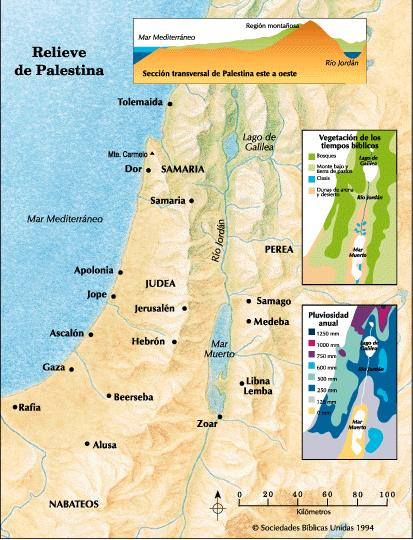 Relieve
de Palestina
Región montañosa
Mar Mediterráneo
Río Jordán
Sección transversal de Palestina este a oeste
Tolemaida
Lago de
Galilea
Mte. Carmelo
Dor
SAMARIA
Samaria
Mar Mediterráneo
Río Jordán
PEREA
Apolonia
JUDEA
Jope
Samago
Jerusalén
Medeba
Ascalón
Hebrón
Mar
Muerto
Gaza
Libna
Lemba
Beerseba
Rafia
Zoar
Alusa
NABATEOS
Vegetación de los
tiempos bíblicos
Bosques
Monte bajo y
tierra de pastos
Oasis
Dunas de arena
y desierto
Lago de
Galilea
Río Jordán
Mar
Muerto
Pluviosidad
anual
1250 mm
1000 mm
750 mm
600 mm
500 mm
250 mm
125 mm
0 mm
Lago de
Galilea
Río Jordán
Mar
Muerto
0 20 40 60 80 100
Kilómetros
© Sociedades Bíblicas Unidas 1994